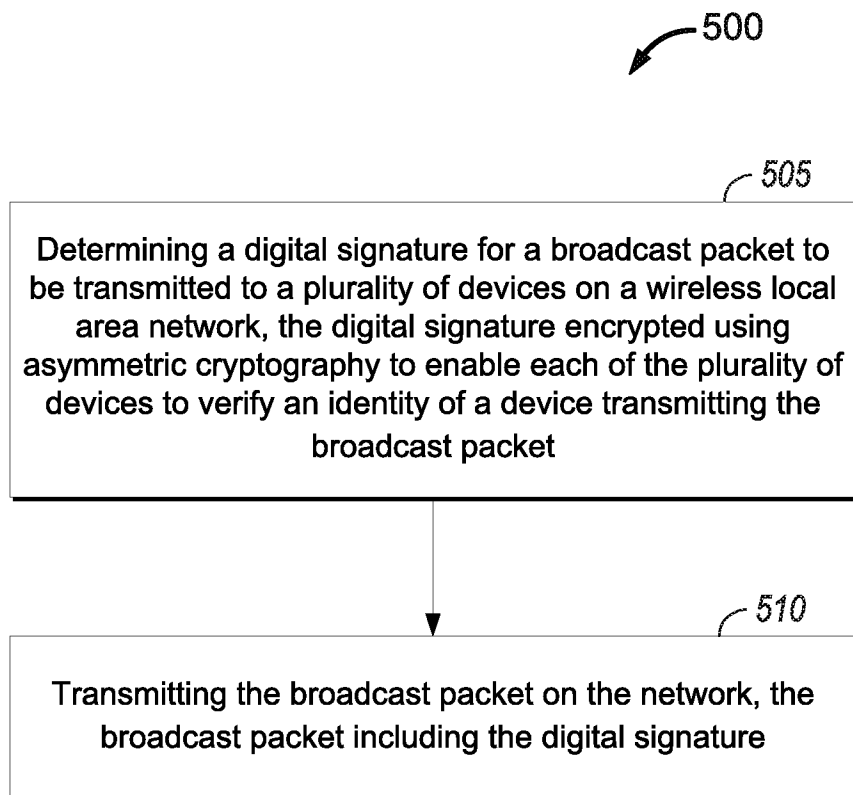 500
505
Determining a digital signature for a broadcast packet to
be transmitted to a plurality of devices on a wireless local
area network, the digital signature encrypted using
asymmetric cryptography to enable each of the plurality of
devices to verify an identity of a device transmitting the
broadcast packet
510
Transmitting the broadcast packet on the network, the
broadcast packet including the digital signature